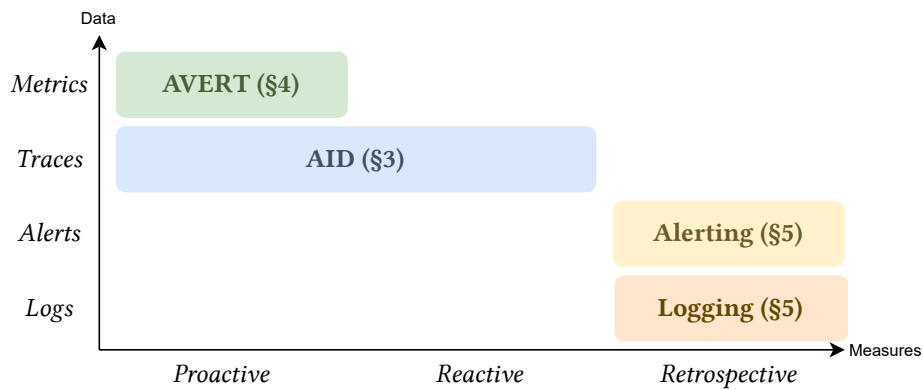 Data
Metrics
AVERT (§4)
Traces
AID (§3)
Alerts
Alerting (§5)
Logs
Logging (§5)
Measures
Proactive
Reactive
Retrospective